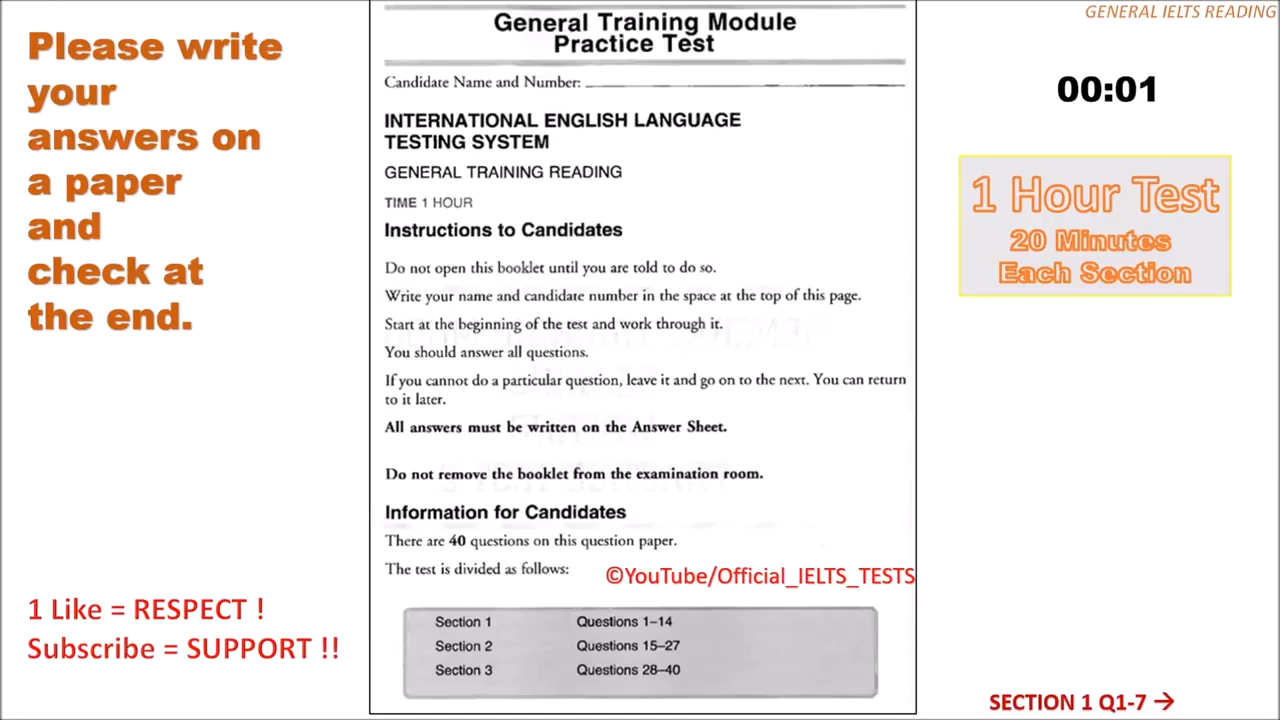 GENERAL IELTS READING
Please write
your
answers on
a paper
and
check at
the end.
1 Like = RESPECT !
Subscribe = SUPPORT !!
General Training Module
Practice Test
Candidate Name and Number:
INTERNATIONAL ENGLISH LANGUAGE
TESTING SYSTEM
GENERAL TRAINING READING
TIME 1 HOUR
Instructions to Candidates
Do not open this booklet until you are told to do so.
Write your name and candidate number in the space at the top of this page.
Start at the beginning of the test and work through it.
You should answer all questions.
If you cannot do a particular question, leave it and go on to the next. You can return
to it later.
All answers must be written on the Answer Sheet.
Do not remove the booklet from the examination room.
Information for Candidates
There are 40 questions on this question paper.
The test is divided as follows:
©YouTube/Official_IELTS_TESTS
Section 1 Questions 1–14
Section 2 Questions 15–27
Section 3 Questions 28–40
00:01
1 Hour Test
20 Minutes
Each Section
SECTION 1 Q1-7 →